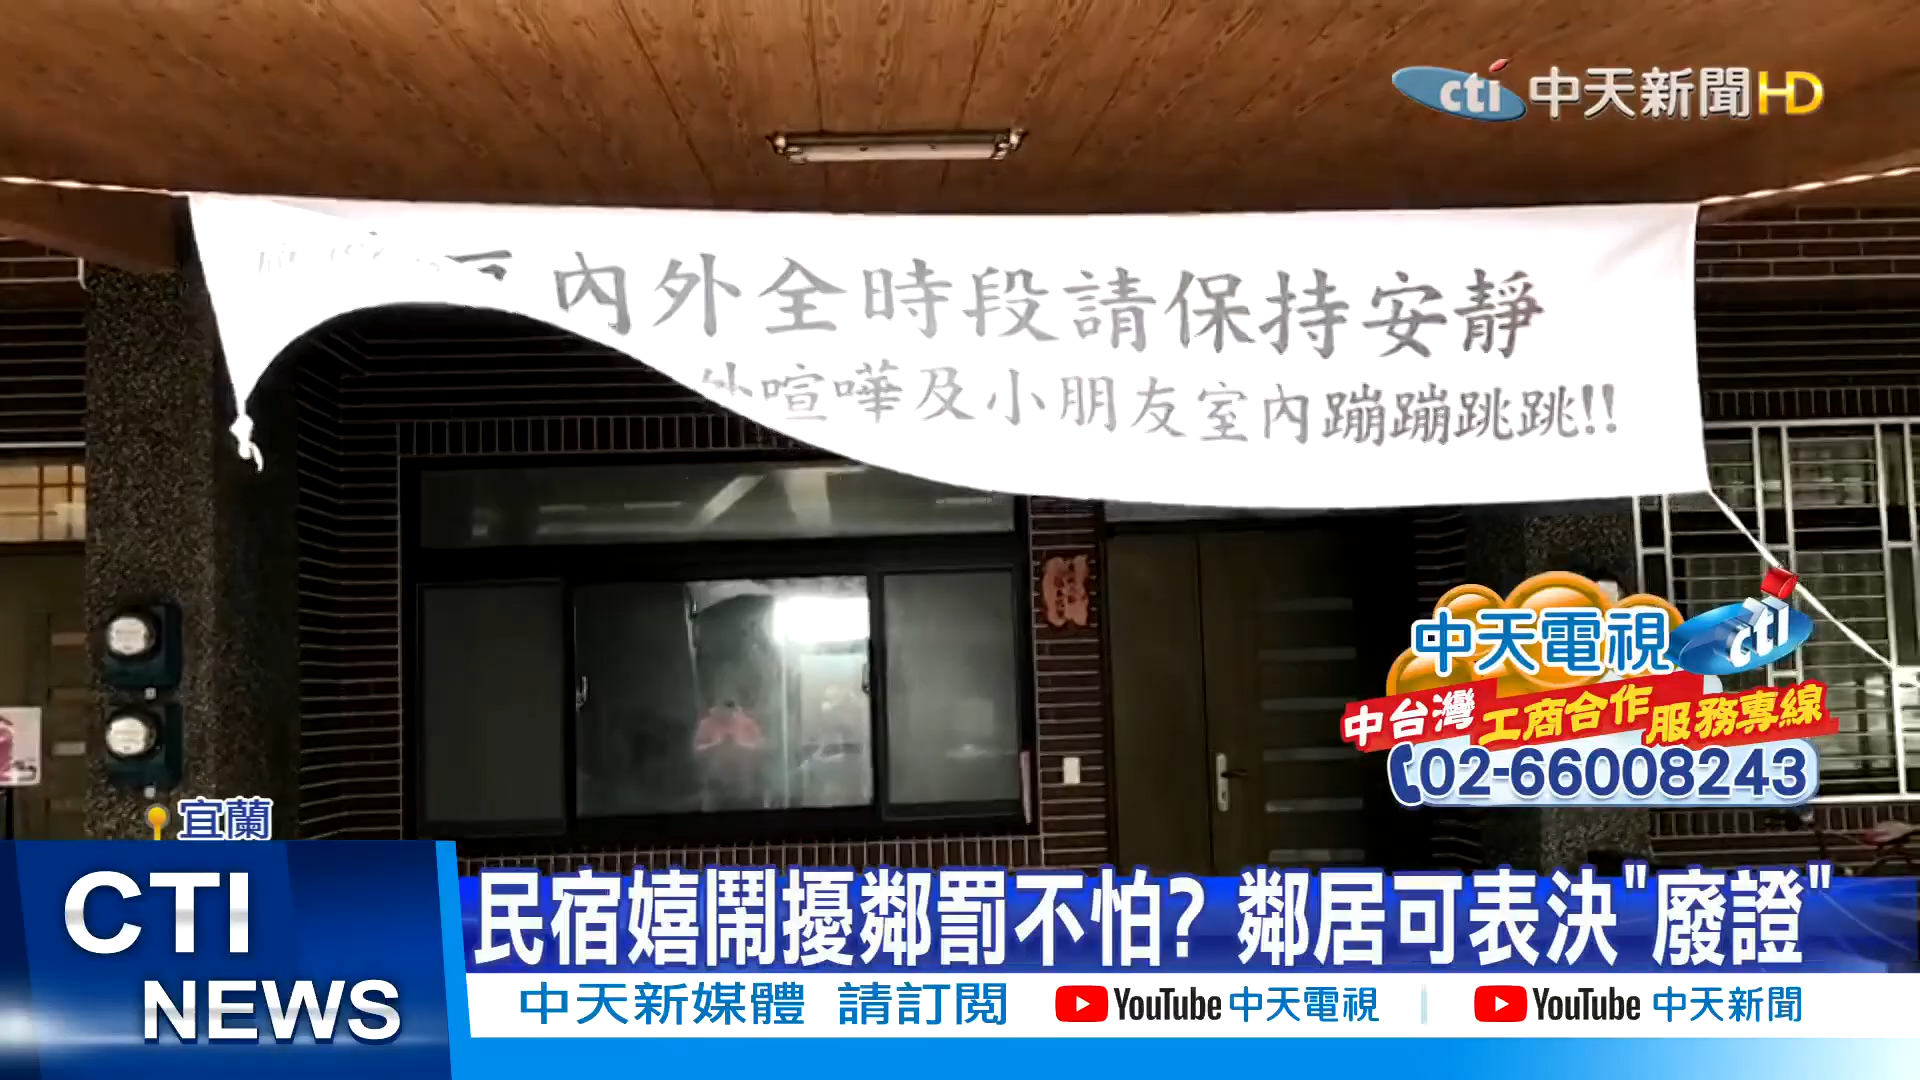 cti 中天新聞HD
內外全時段請保持安靜
外喧嘩及小朋友室內蹦蹦跳跳!!
中天電視 cti
中台灣工商合作服務專線
02-66008243
宜蘭
CTI NEWS
民宿嬉鬧擾鄰罰不怕? 鄰居可表決"廢證"
中天新媒體 請訂閱 YouTube 中天電視 | YouTube 中天新聞